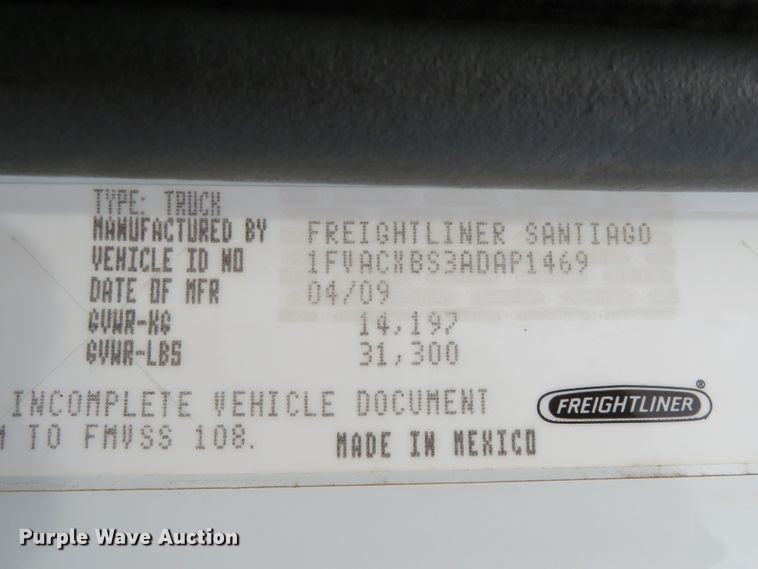 TYPE: TRUCK
MANUFACTURED BY FREIGHTLINER SANTIAGO
VEHICLE ID NO 1FVACXBS3ADAP1469
DATE OF MFR 04/09
GVWR-KG 14,197
GVWR-LBS 31,300
INCOMPLETE VEHICLE DOCUMENT
M TO FMVSS 108.
MADE IN MEXICO
FREIGHTLINER®
Purple Wave Auction